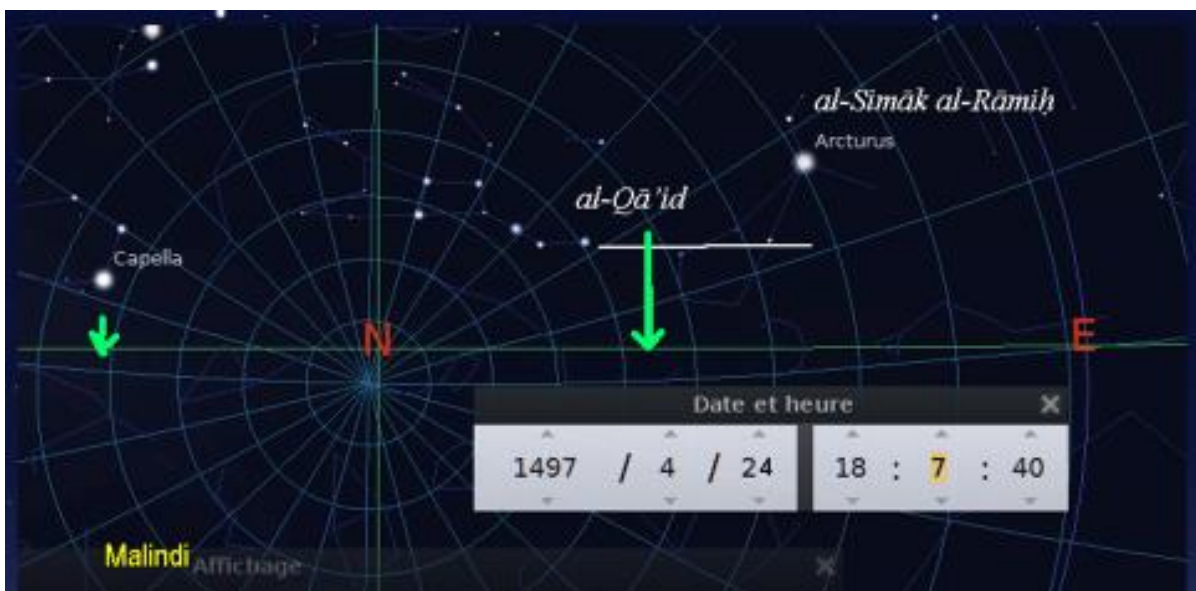 al-Simāk al-Rāmiḥ
Arcturus
al-Qā’id
Capella
N
E
Date et heure
1497 / 4 / 24 18 : 7 : 40
Malindi
Affichage